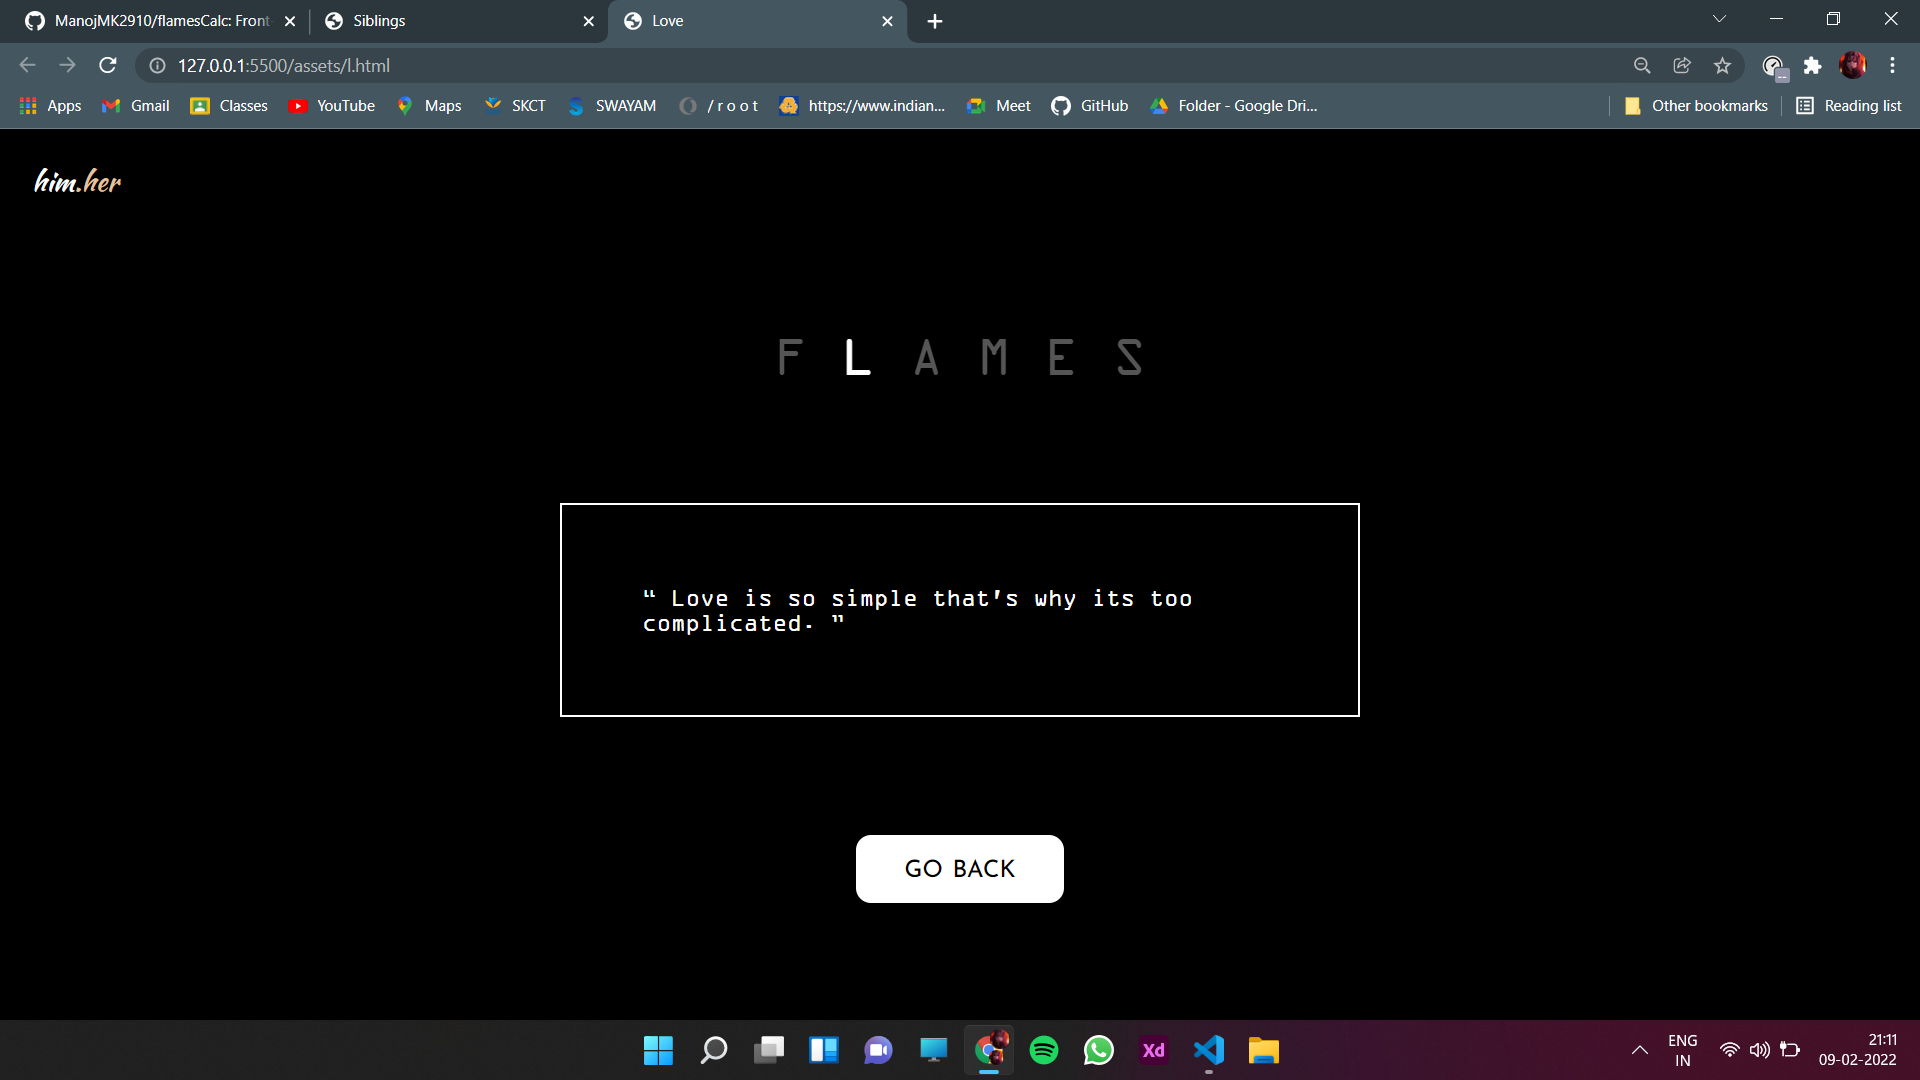 ManojMK2910/flamesCalc: Front-
Siblings
Love
127.0.0.1:5500/assets/l.html
Apps
Gmail
Classes
YouTube
Maps
SKCT
SWAYAM
/ r o o t
https://www.indian...
Meet
GitHub
Folder - Google Dri...
Other bookmarks
Reading list
him.her
F L A M E S
“ Love is so simple that's why its too
complicated. ”
GO BACK
Xd
ENG
IN
21:11
09-02-2022